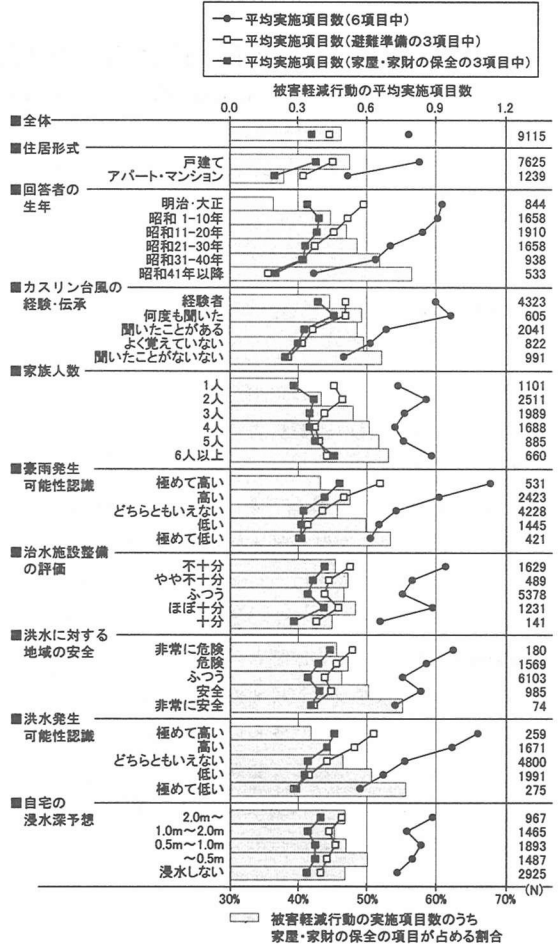 平均実施項目数(6項目中)
平均実施項目数(避難準備の3項目中)
平均実施項目数(家屋・家財の保全の3項目中)
被害軽減行動の平均実施項目数
0.0 0.3 0.6 0.9 1.2
■全体
9115
■住居形式
戸建て 7625
アパート・マンション 1239
■回答者の
生年
明治・大正 844
昭和 1-10年 1658
昭和11-20年 1910
昭和21-30年 1658
昭和31-40年 938
昭和41年以降 533
■カスリン台風の
経験・伝承
経験者 4323
何度も聞いた 605
聞いたことがある 2041
よく覚えていない 822
聞いたことがないない 991
■家族人数
1人 1101
2人 2511
3人 1989
4人 1688
5人 885
6人以上 660
■豪雨発生
可能性認識
極めて高い 531
高い 2423
どちらともいえない 4228
低い 1445
極めて低い 421
■治水施設整備
の評価
不十分 1629
やや不十分 489
ふつう 5378
ほぼ十分 1231
十分 141
■洪水に対する
地域の安全
非常に危険 180
危険 1569
ふつう 6103
安全 985
非常に安全 74
■洪水発生
可能性認識
極めて高い 259
高い 1671
どちらともいえない 4800
低い 1991
極めて低い 275
■自宅の
浸水深予想
2.0m～ 967
1.0m～2.0m 1465
0.5m～1.0m 1893
～0.5m 1487
浸水しない 2925
30% 40% 50% 60% 70% (N)
被害軽減行動の実施項目数のうち
家屋・家財の保全の項目が占める割合